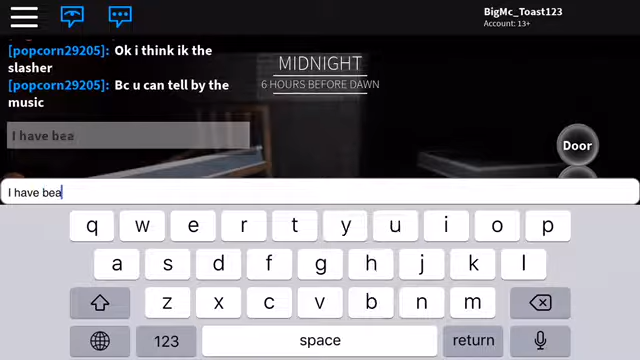 BigMc_Toast123
Account: 13+
[popcorn29205]: Ok i think ik the
slasher
[popcorn29205]: Bc u can tell by the
music
MIDNIGHT
6 HOURS BEFORE DAWN
I have bea
Door
I have bea
q w e r t y u i o p
a s d f g h j k l
z x c v b n m
123 space return